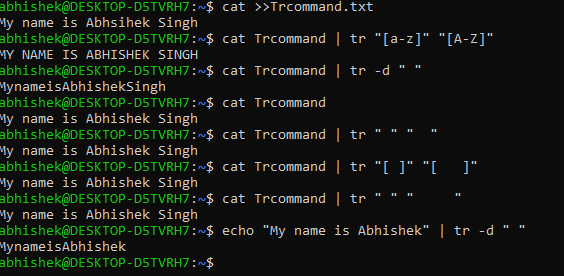 abhishek@DESKTOP-D5TVRH7:~$ cat >>Trcommand.txt
My name is Abhsihek Singh
abhishek@DESKTOP-D5TVRH7:~$ cat Trcommand | tr "[a-z]" "[A-Z]"
MY NAME IS ABHISHEK SINGH
abhishek@DESKTOP-D5TVRH7:~$ cat Trcommand | tr -d " "
MynameisAbhishekSingh
abhishek@DESKTOP-D5TVRH7:~$ cat Trcommand
My name is Abhishek Singh
abhishek@DESKTOP-D5TVRH7:~$ cat Trcommand | tr " " "  "
My name is Abhishek Singh
abhishek@DESKTOP-D5TVRH7:~$ cat Trcommand | tr "[ ]" "[   ]"
My name is Abhishek Singh
abhishek@DESKTOP-D5TVRH7:~$ cat Trcommand | tr " " "     "
My name is Abhishek Singh
abhishek@DESKTOP-D5TVRH7:~$ echo "My name is Abhishek" | tr -d " "
MynameisAbhishek
abhishek@DESKTOP-D5TVRH7:~$